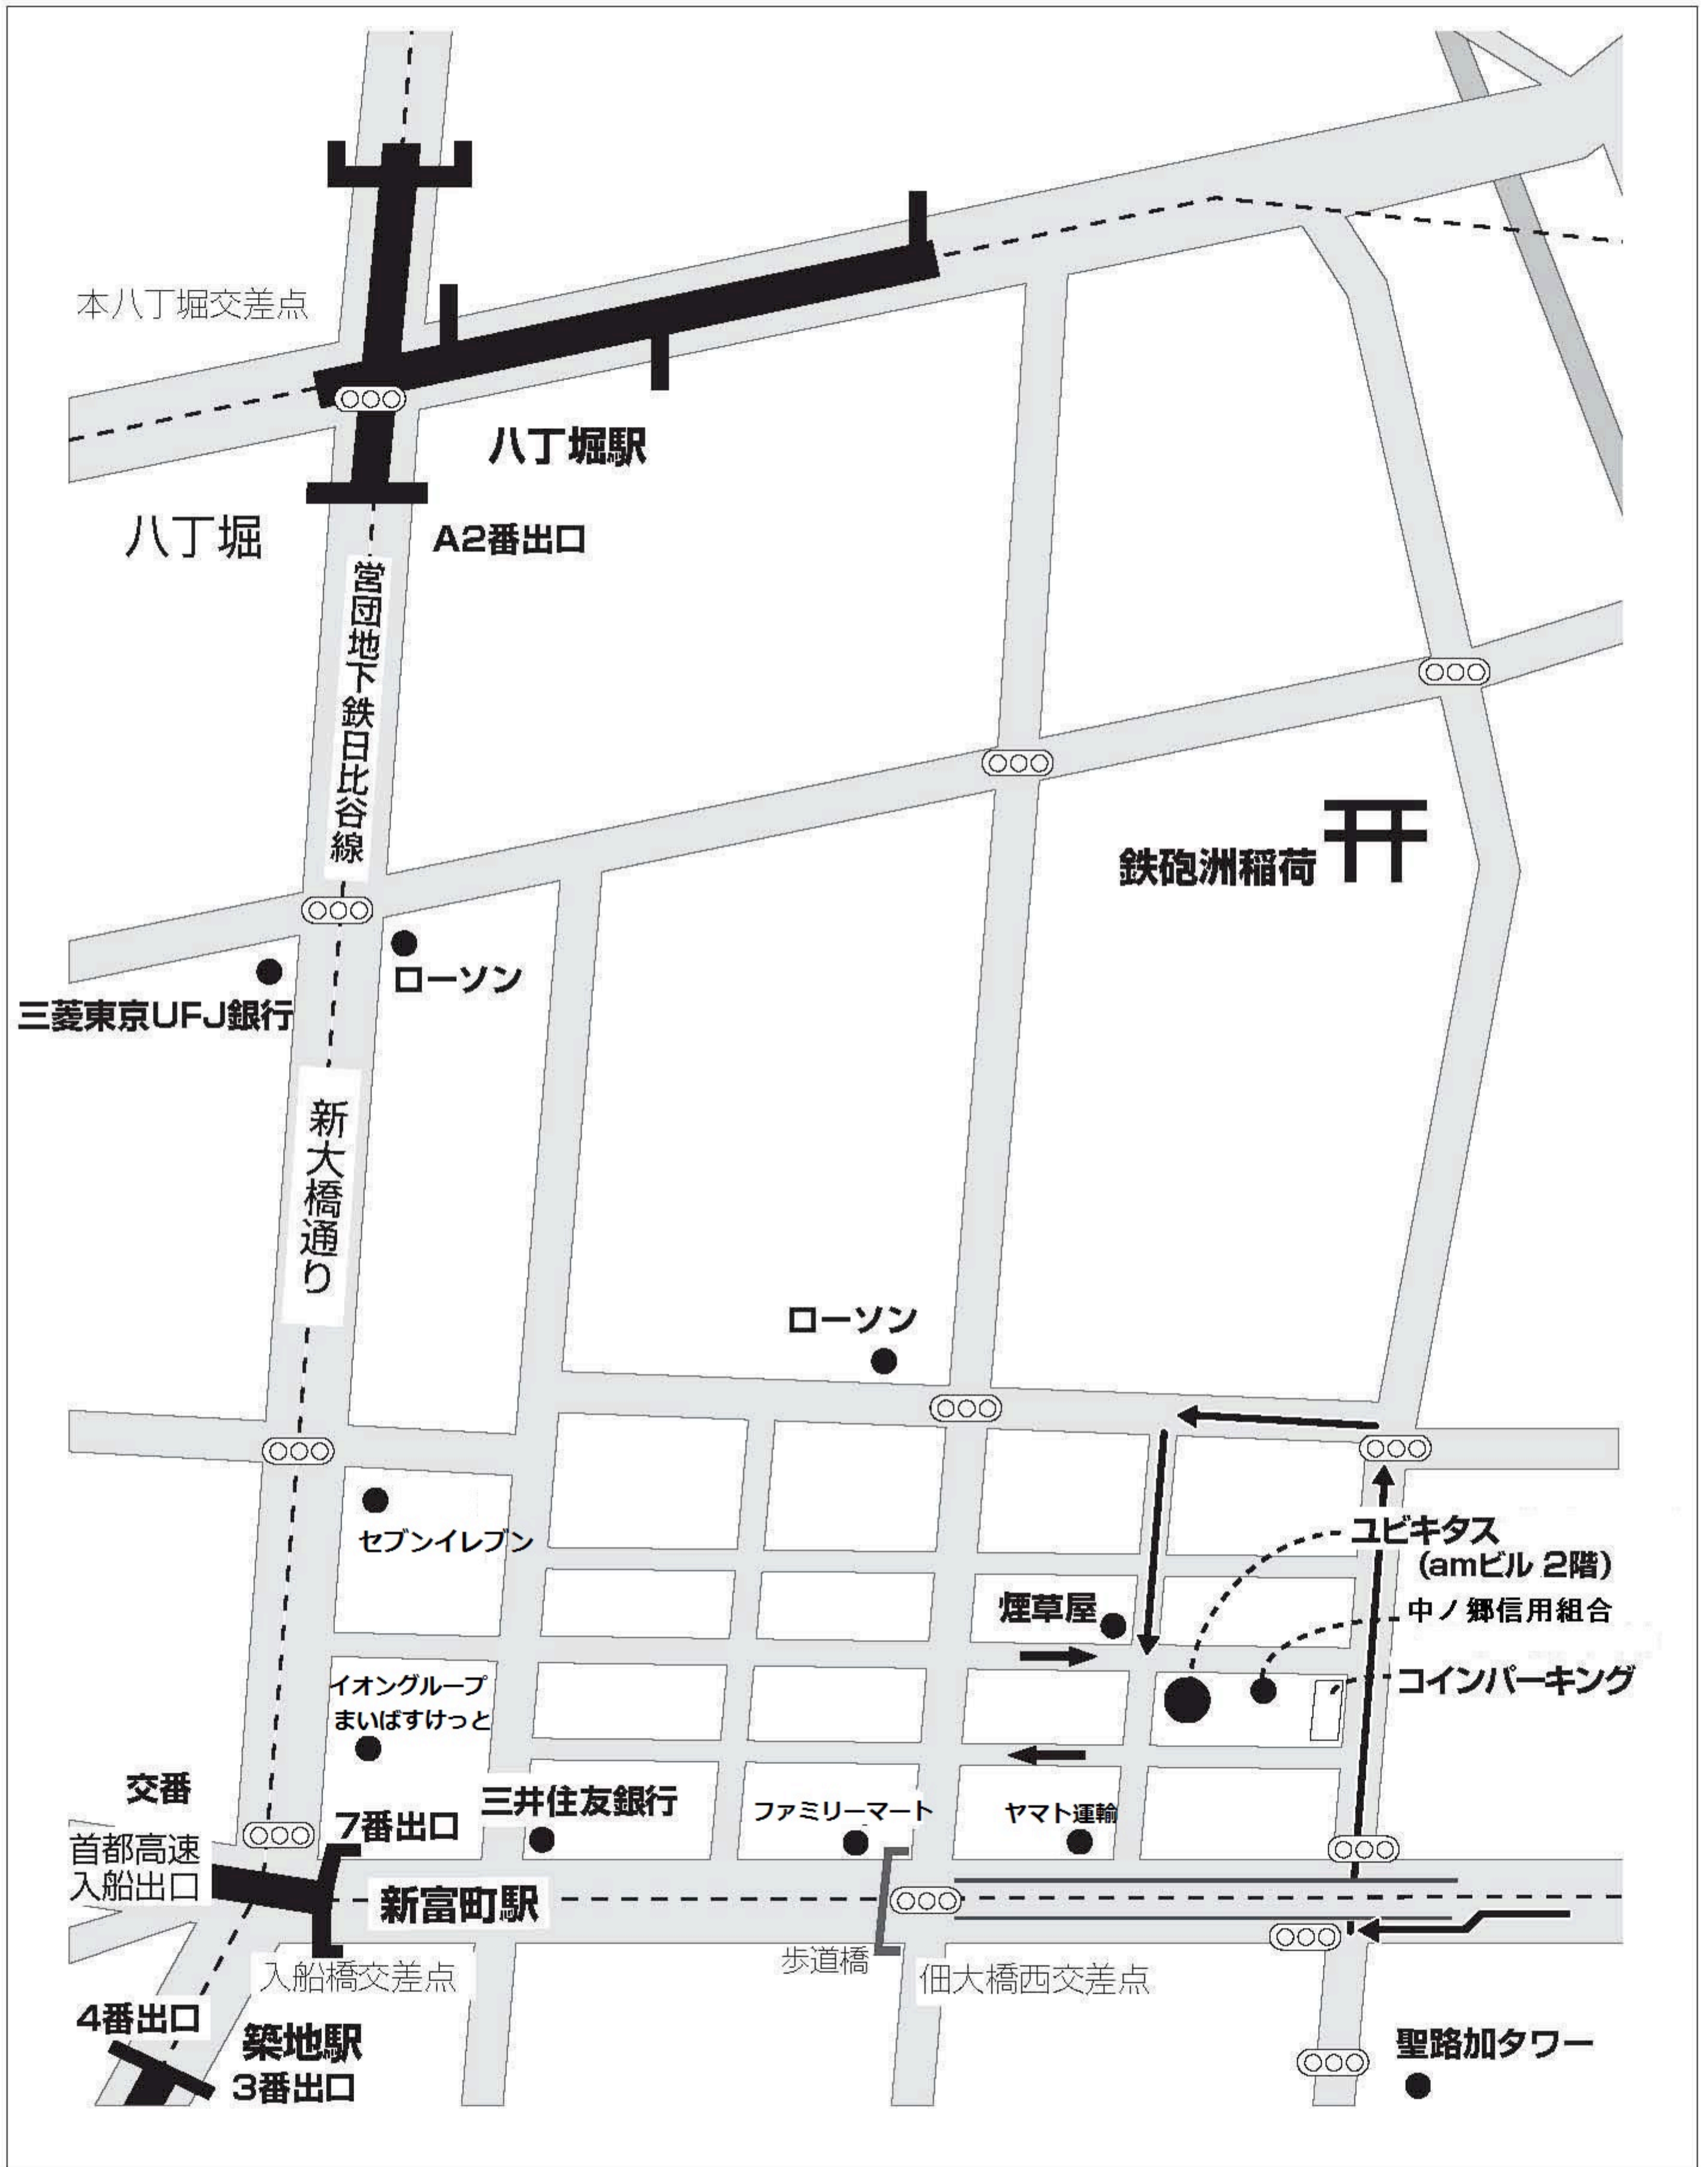 本八丁堀交差点
八丁堀駅
八丁堀
A2番出口
営団地下鉄日比谷線
鉄砲洲稲荷
ローソン
三菱東京UFJ銀行
新大橋通り
ローソン
セブンイレブン
ユビキタス
(amビル 2階)
煙草屋
中ノ郷信用組合
コインパーキング
イオングループ
まいばすけっと
交番
三井住友銀行
ファミリーマート
ヤマト運輸
7番出口
首都高速
入船出口
新富町駅
歩道橋
入船橋交差点
佃大橋西交差点
4番出口
築地駅
3番出口
聖路加タワー